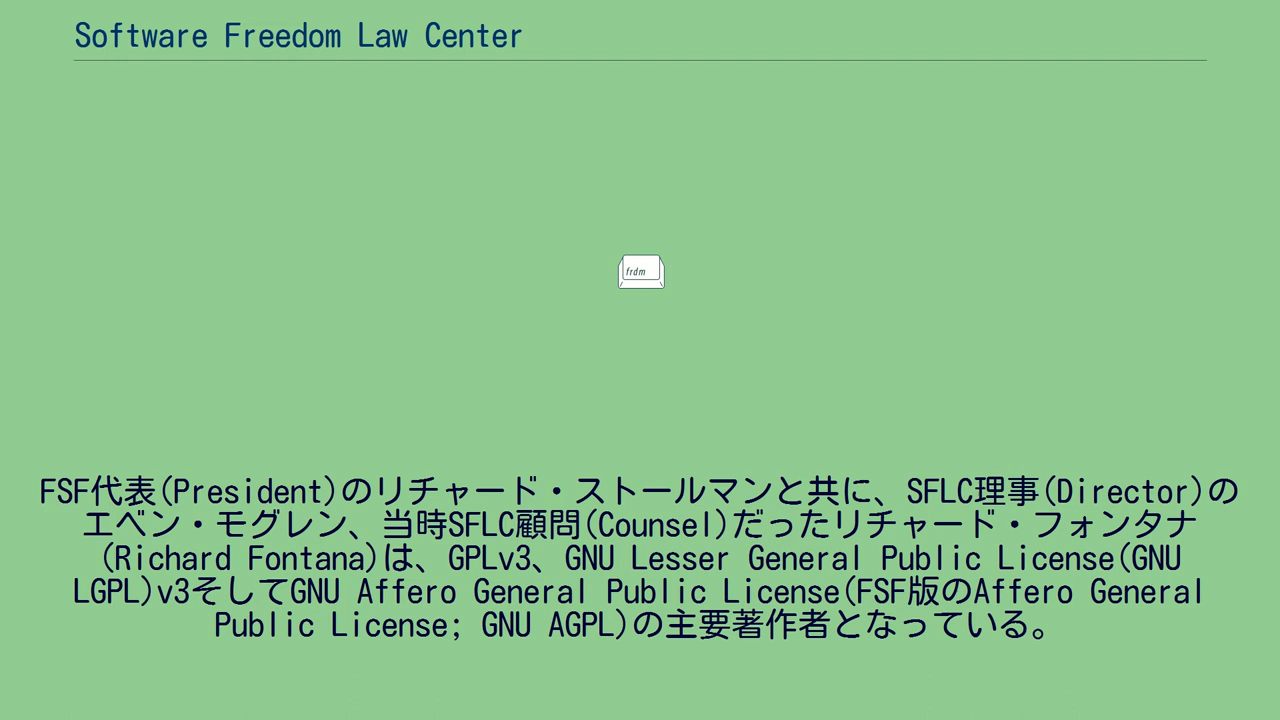 Software Freedom Law Center
frdm
FSF代表(President)のリチャード・ストールマンと共に、SFLC理事(Director)の
エベン・モグレン、当時SFLC顧問(Counsel)だったリチャード・フォンタナ
(Richard Fontana)は、GPLv3、GNU Lesser General Public License(GNU
LGPL)v3そしてGNU Affero General Public License(FSF版のAffero General
Public License; GNU AGPL)の主要著作者となっている。